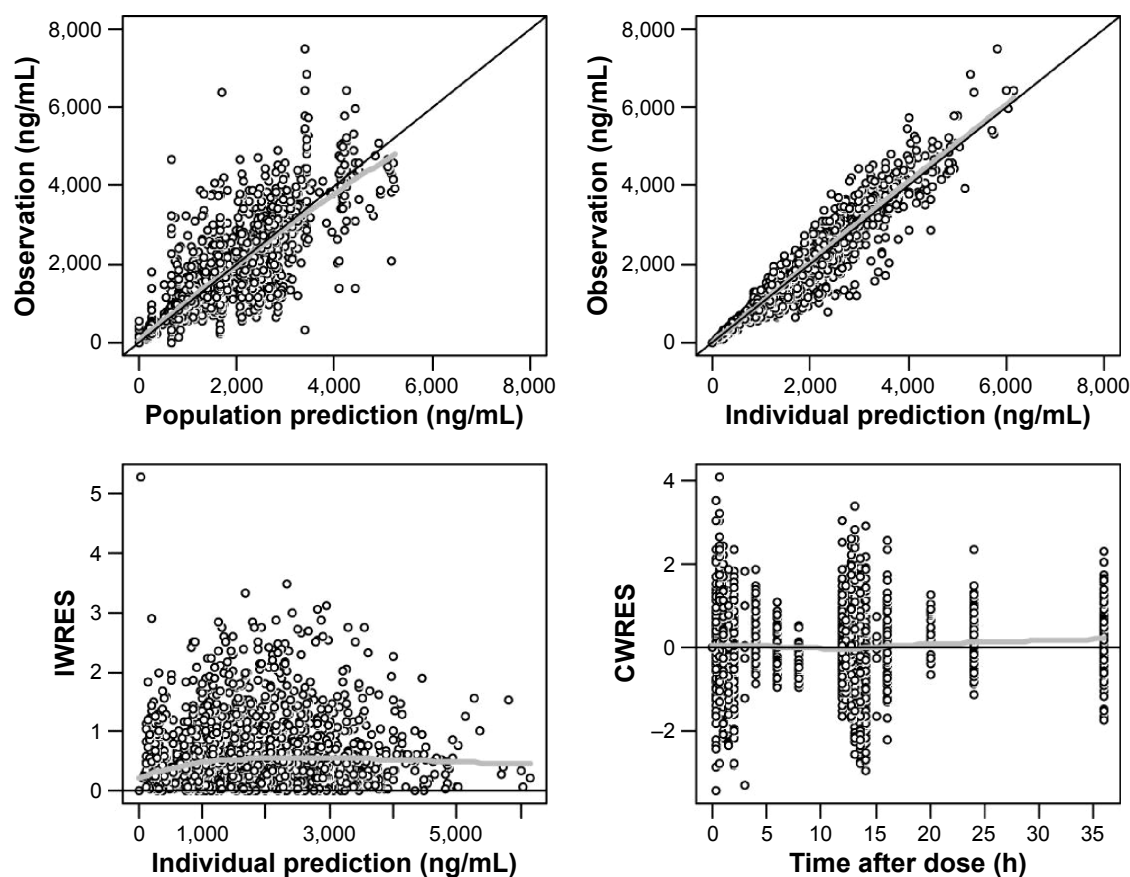 8,000
6,000
4,000
2,000
0
Observation (ng/mL)
0 2,000 4,000 6,000 8,000
Population prediction (ng/mL)
8,000
6,000
4,000
2,000
0
Observation (ng/mL)
0 2,000 4,000 6,000 8,000
Individual prediction (ng/mL)
5
4
3
2
1
0
IWRES
0 1,000 3,000 5,000
Individual prediction (ng/mL)
4
2
0
–2
CWRES
0 5 10 15 20 25 30 35
Time after dose (h)